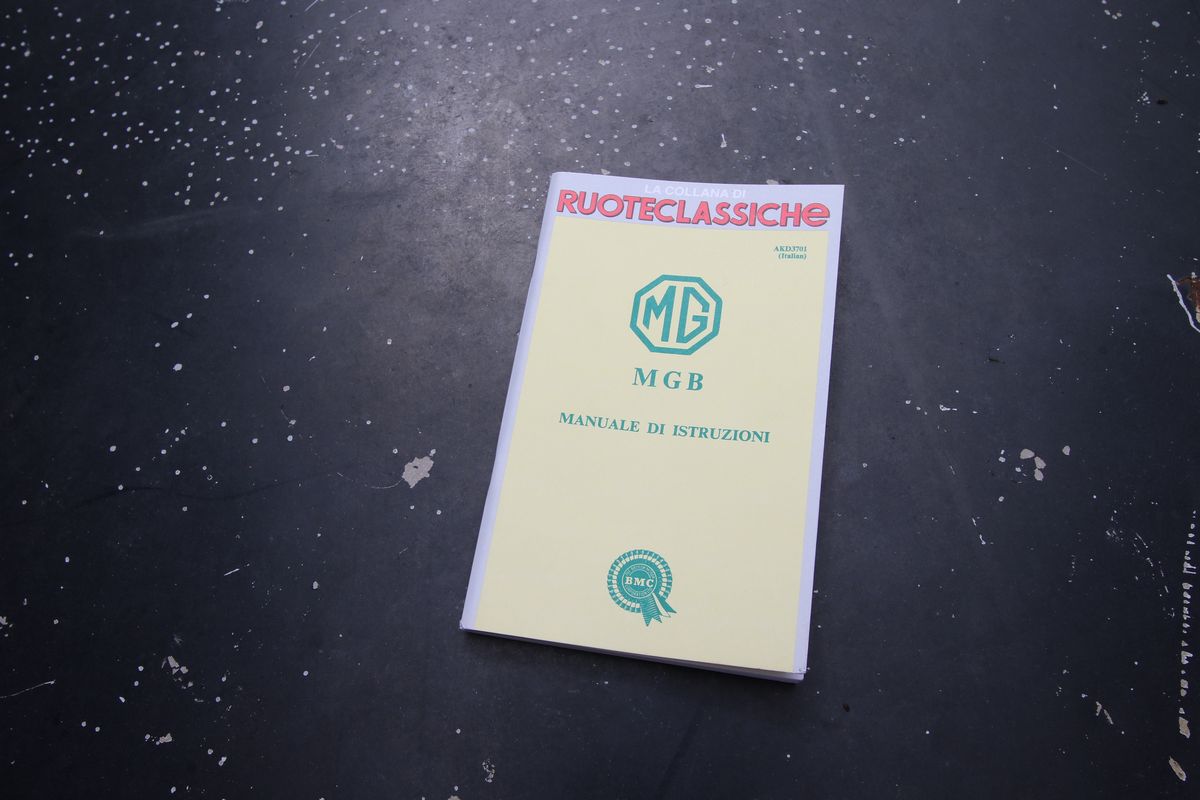 LA COLLANA DI
RUOTECLASSICHE
AKD3701
(Italian)
MG
MGB
MANUALE DI ISTRUZIONI
BMC